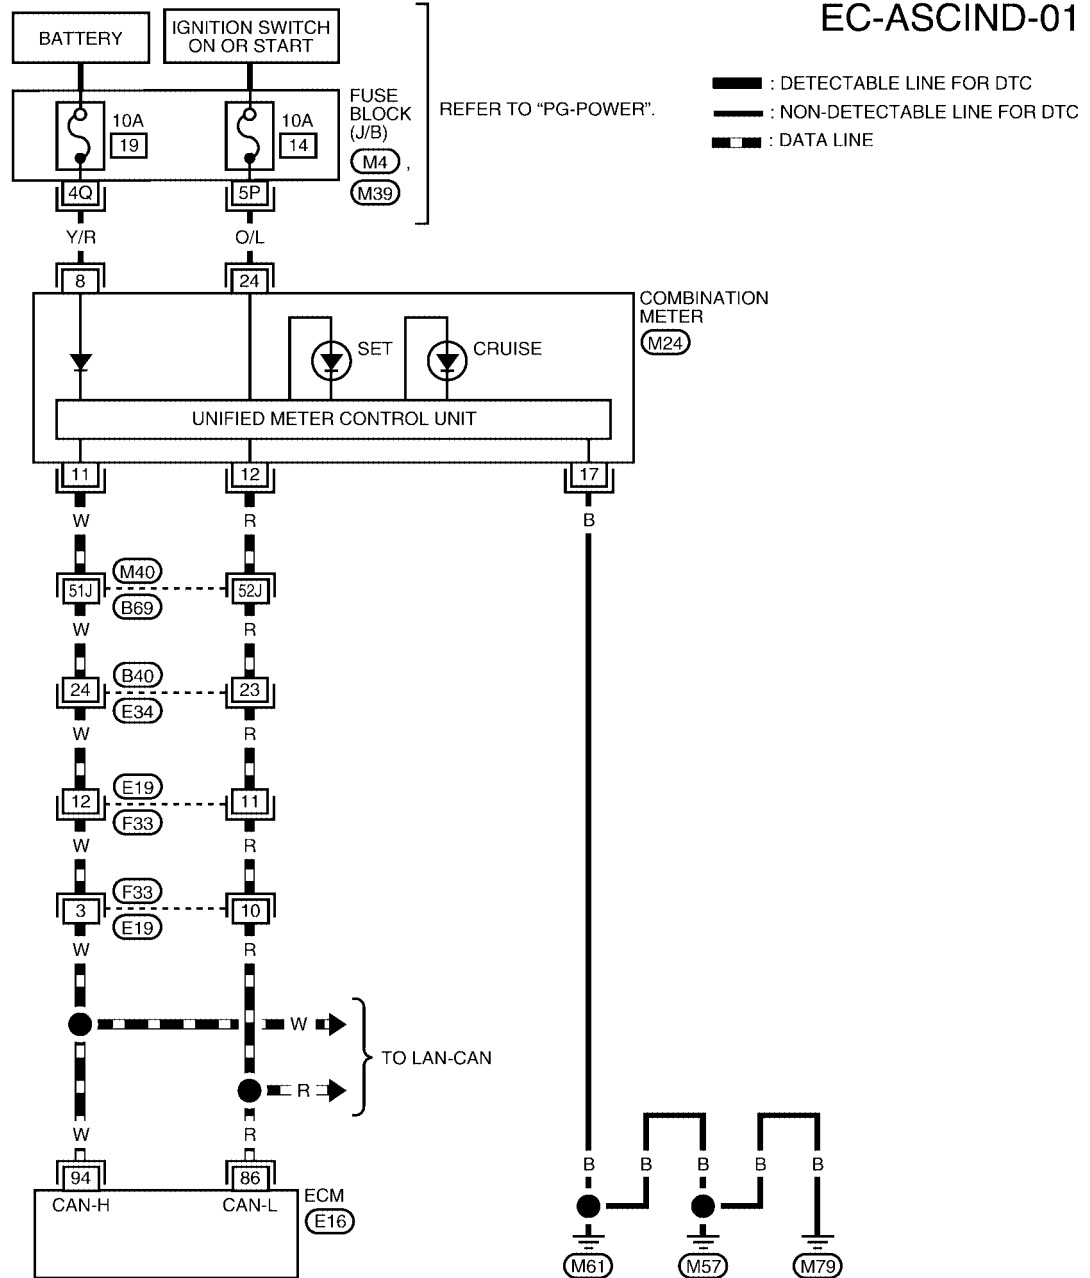 EC-ASCIND-01
BATTERY
IGNITION SWITCH
ON OR START
: DETECTABLE LINE FOR DTC
: NON-DETECTABLE LINE FOR DTC
: DATA LINE
10A
19
10A
14
FUSE
BLOCK
(J/B)
M4 ,
M39
REFER TO “PG-POWER”.
4Q
5P
Y/R
O/L
8
24
COMBINATION
METER
M24
SET
CRUISE
UNIFIED METER CONTROL UNIT
11
12
17
W
R
B
51J
M40
B69
52J
W
R
24
B40
E34
23
W
R
12
E19
F33
11
W
R
3
F33
E19
10
W
R
W
R
TO LAN-CAN
W
R
94
86
CAN-H
CAN-L
ECM
E16
B
B
B
B
B
M61
M57
M79